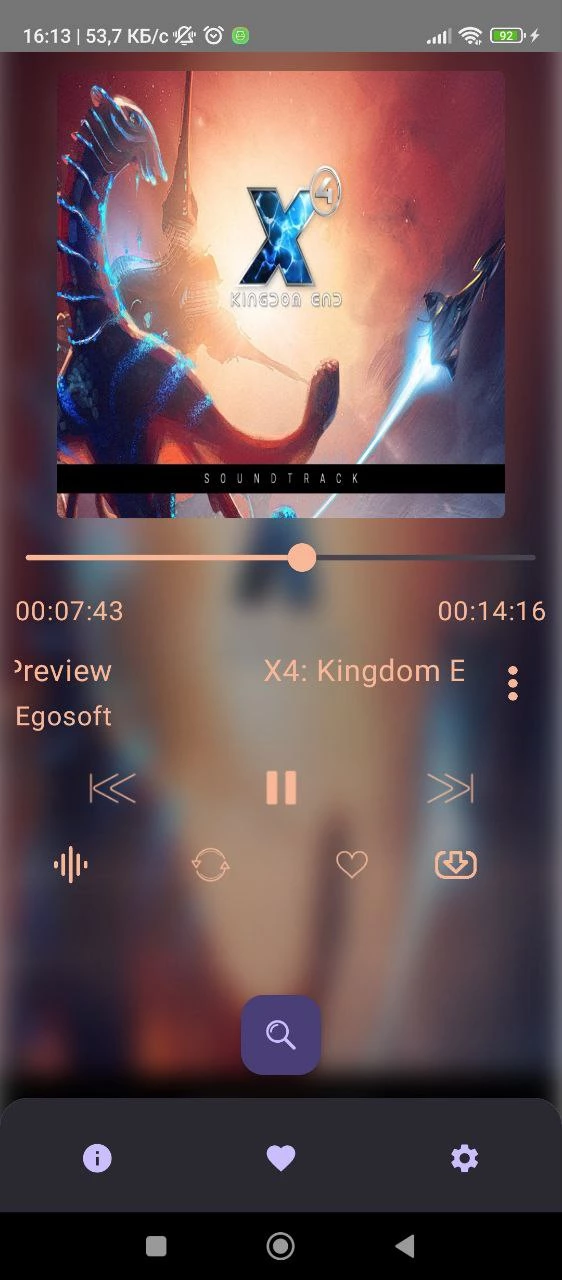 16:13 | 53,7 КБ/с
92
X
4
KINGDOM END
SOUNDTRACK
00:07:43
00:14:16
Preview
X4: Kingdom E
Egosoft